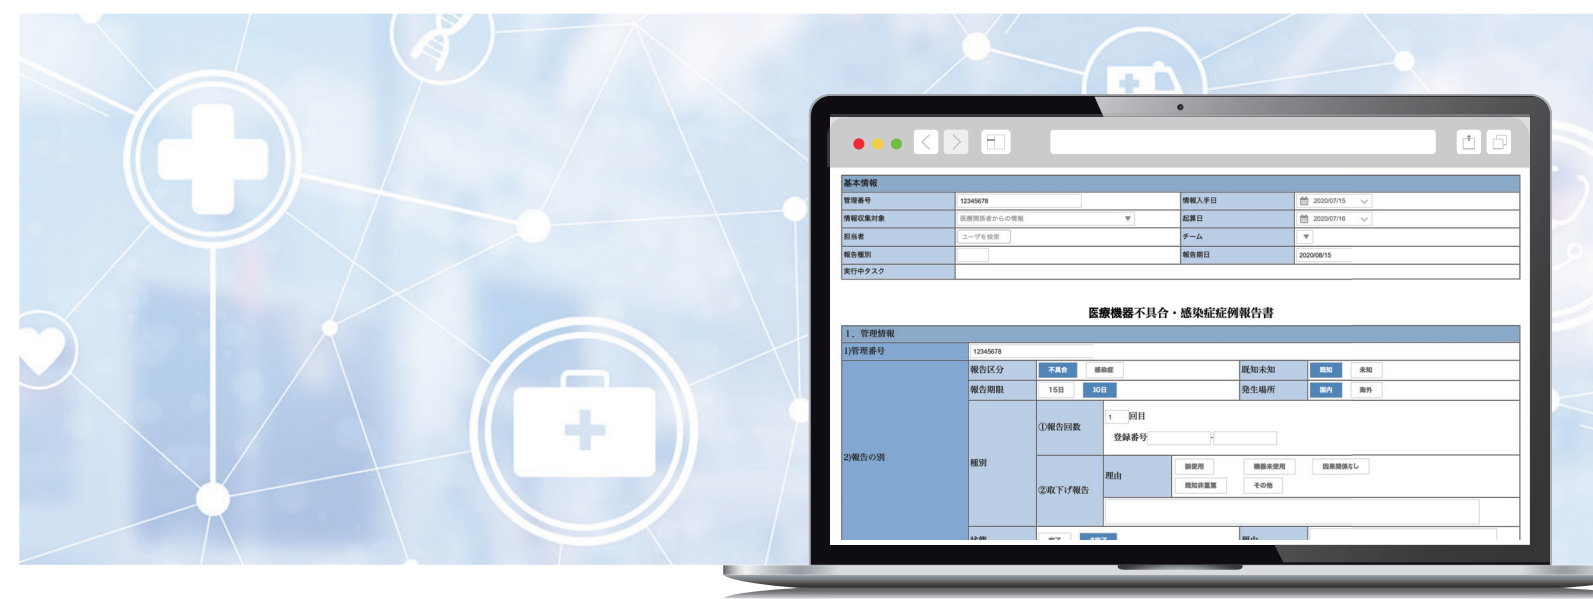 基本情報
管理番号 12345678 情報入手日 2020/07/15
情報収集対象 医療関係者からの情報 起算日 2020/07/16
担当者 ユーザを検索 チーム
報告種別 報告期日 2020/08/15
実行中タスク
医療機器不具合・感染症症例報告書
1．管理情報
1)管理番号 12345678
報告区分 不具合 感染症 既知未知 既知 未知
報告期限 15日 30日 発生場所 国内 海外
1 回目
①報告回数
登録番号 -
2)報告の別 種別
誤使用 機器未使用 因果関係なし
理由
既知非重篤 その他
②取下げ報告